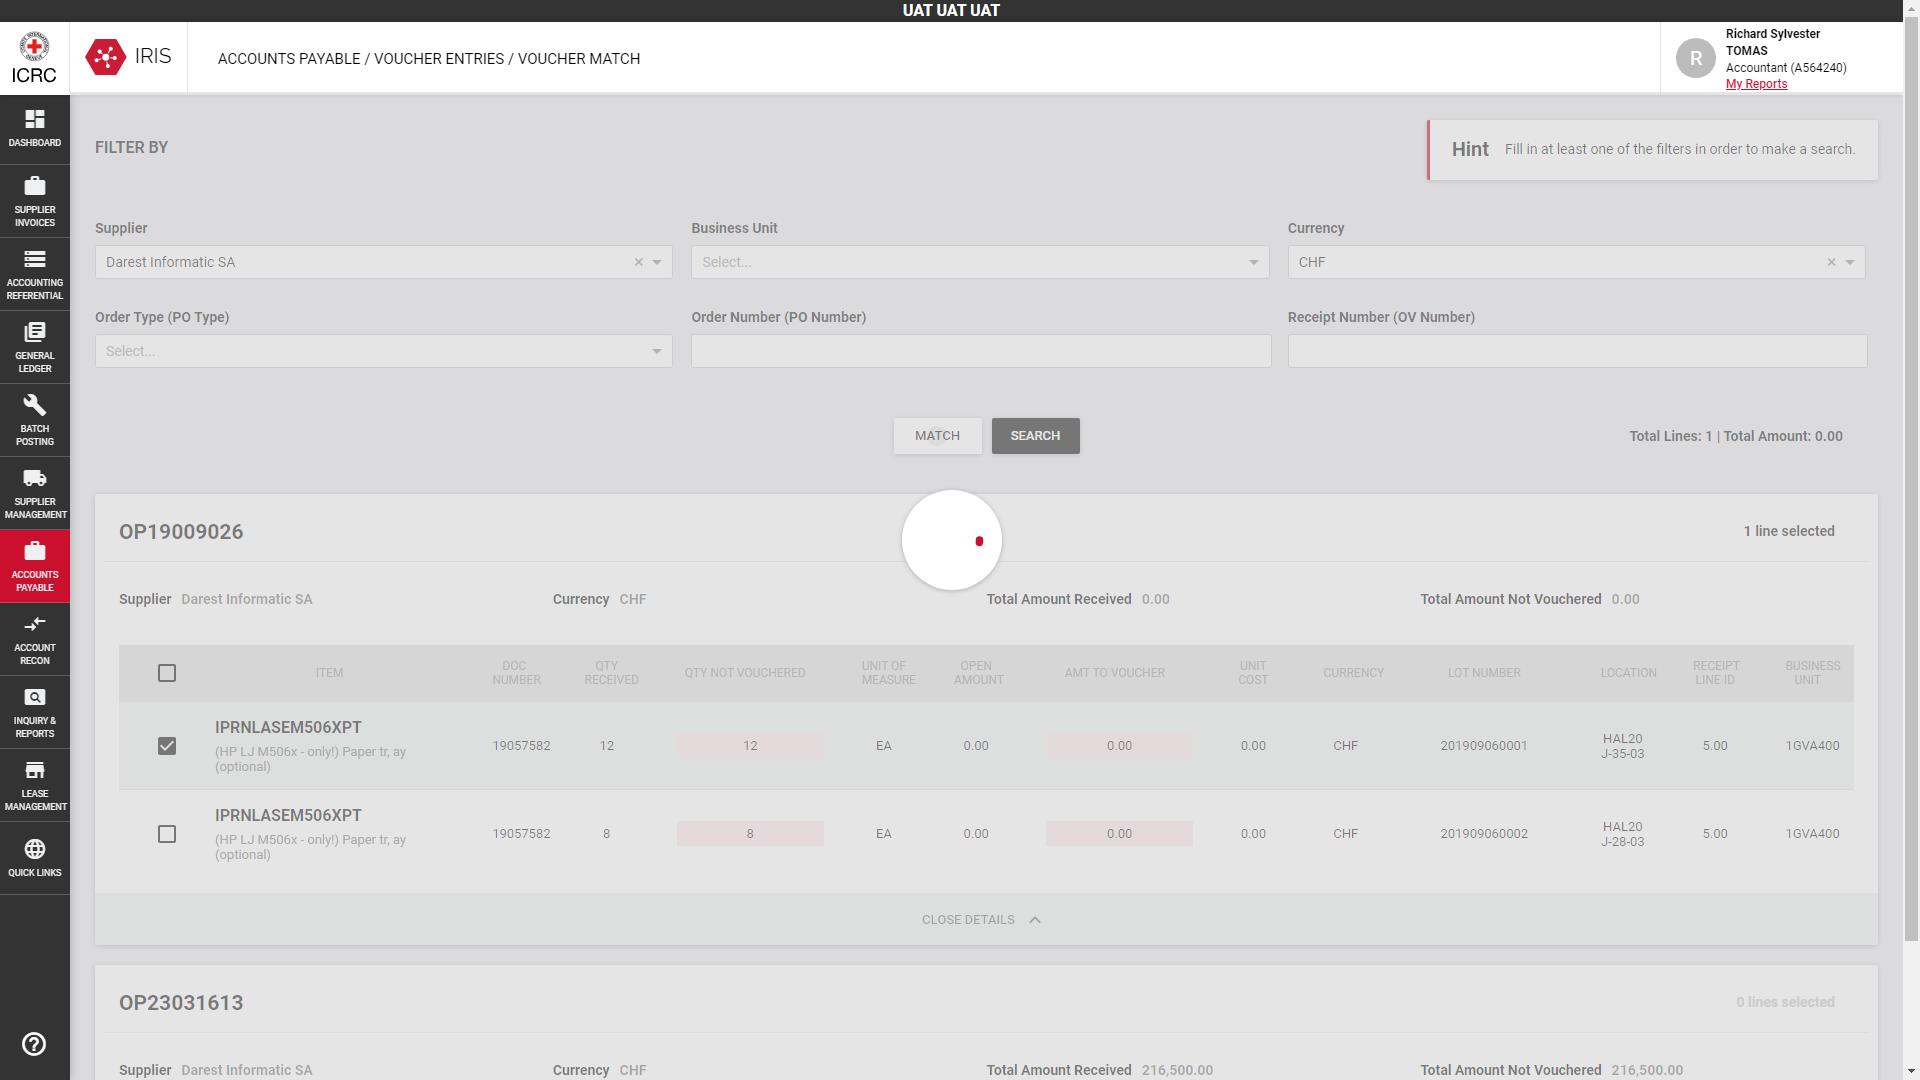 UAT UAT UAT
ICRC
IRIS
ACCOUNTS PAYABLE / VOUCHER ENTRIES / VOUCHER MATCH
R
Richard Sylvester
TOMAS
Accountant (A564240)
My Reports
DASHBOARD
SUPPLIER
INVOICES
ACCOUNTING
REFERENTIAL
GENERAL
LEDGER
BATCH
POSTING
SUPPLIER
MANAGEMENT
ACCOUNTS
PAYABLE
ACCOUNT
RECON
INQUIRY &
REPORTS
LEASE
MANAGEMENT
QUICK LINKS
FILTER BY
Hint Fill in at least one of the filters in order to make a search.
Supplier Business Unit Currency
Darest Informatic SA Select... CHF
Order Type (PO Type) Order Number (PO Number) Receipt Number (OV Number)
Select...
MATCH SEARCH Total Lines: 1 | Total Amount: 0.00
OP19009026 1 line selected
Supplier Darest Informatic SA Currency CHF Total Amount Received 0.00 Total Amount Not Vouchered 0.00
ITEM DOC NUMBER QTY RECEIVED QTY NOT VOUCHERED UNIT OF MEASURE OPEN AMOUNT AMT TO VOUCHER UNIT COST CURRENCY LOT NUMBER LOCATION RECEIPT LINE ID BUSINESS UNIT
IPRNLASEM506XPT
(HP LJ M506x - only!) Paper tr, ay
(optional)
19057582 12 12 EA 0.00 0.00 0.00 CHF 201909060001 HAL20 J-35-03 5.00 1GVA400
IPRNLASEM506XPT
(HP LJ M506x - only!) Paper tr, ay
(optional)
19057582 8 8 EA 0.00 0.00 0.00 CHF 201909060002 HAL20 J-28-03 5.00 1GVA400
CLOSE DETAILS
OP23031613 0 lines selected
Supplier Darest Informatic SA Currency CHF Total Amount Received 216,500.00 Total Amount Not Vouchered 216,500.00